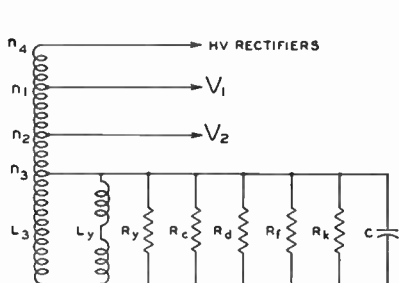 n4 HV RECTIFIERS
n1 V1
n2 V2
n3
L3 Ly Ry Rc Rd Rf Rk C